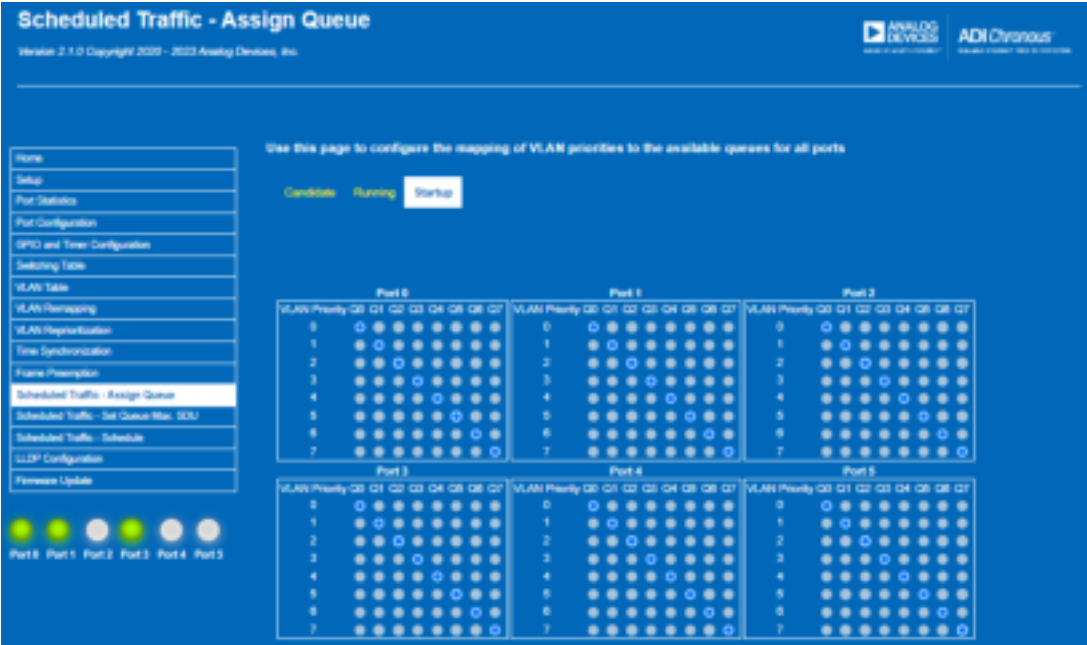 Scheduled Traffic - Assign Queue
Version 2.1.0 Copyright 2020 - 2023 Analog Devices, Inc.
ANALOG DEVICES
ADI Chronous
Use this page to configure the mapping of VLAN priorities to the available queues for all ports
Candidate Running Startup
Home
Setup
Port Statistics
Port Configuration
GPIO and Timer Configuration
Switching Table
VLAN Table
VLAN Remapping
VLAN Reprioritization
Time Synchronization
Frame Preemption
Scheduled Traffic - Assign Queue
Scheduled Traffic - Set Queue Max. SDU
Scheduled Traffic - Schedule
LLDP Configuration
Firmware Update
Port 0 Port 1 Port 2 Port 3 Port 4 Port 5
Port 0 Port 1 Port 2
VLAN Priority Q0 Q1 Q2 Q3 Q4 Q5 Q6 Q7 VLAN Priority Q0 Q1 Q2 Q3 Q4 Q5 Q6 Q7 VLAN Priority Q0 Q1 Q2 Q3 Q4 Q5 Q6 Q7
0 0 0
1 1 1
2 2 2
3 3 3
4 4 4
5 5 5
6 6 6
7 7 7
Port 3 Port 4 Port 5
VLAN Priority Q0 Q1 Q2 Q3 Q4 Q5 Q6 Q7 VLAN Priority Q0 Q1 Q2 Q3 Q4 Q5 Q6 Q7 VLAN Priority Q0 Q1 Q2 Q3 Q4 Q5 Q6 Q7
0 0 0
1 1 1
2 2 2
3 3 3
4 4 4
5 5 5
6 6 6
7 7 7